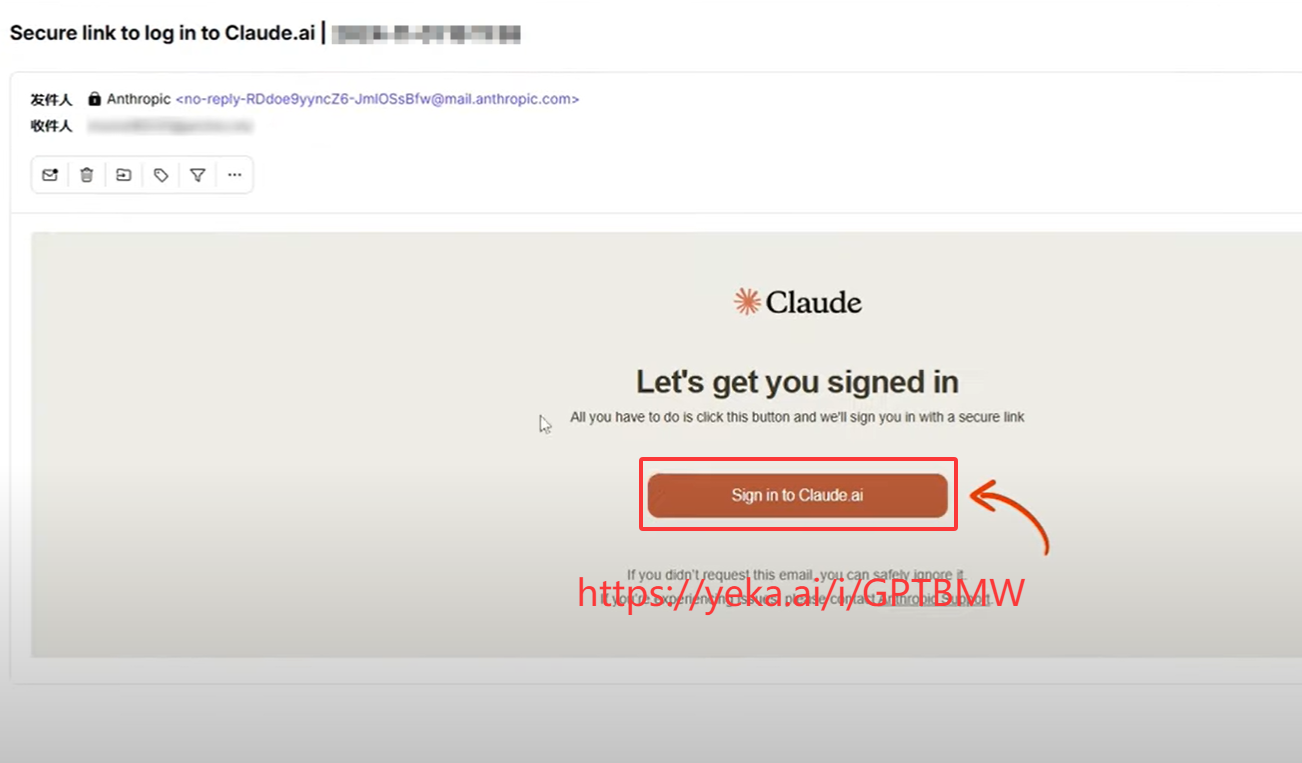 Secure link to log in to Claude.ai |
发件人 Anthropic <no-reply-RDdoe9yyncZ6-JmIOSsBfw@mail.anthropic.com>
收件人
Claude
Let's get you signed in
All you have to do is click this button and we'll sign you in with a secure link
Sign in to Claude.ai
If you didn't request this email, you can safely ignore it.
https://yeka.ai/i/GPTBMW
If you're experiencing issues, please contact Anthropic Support.